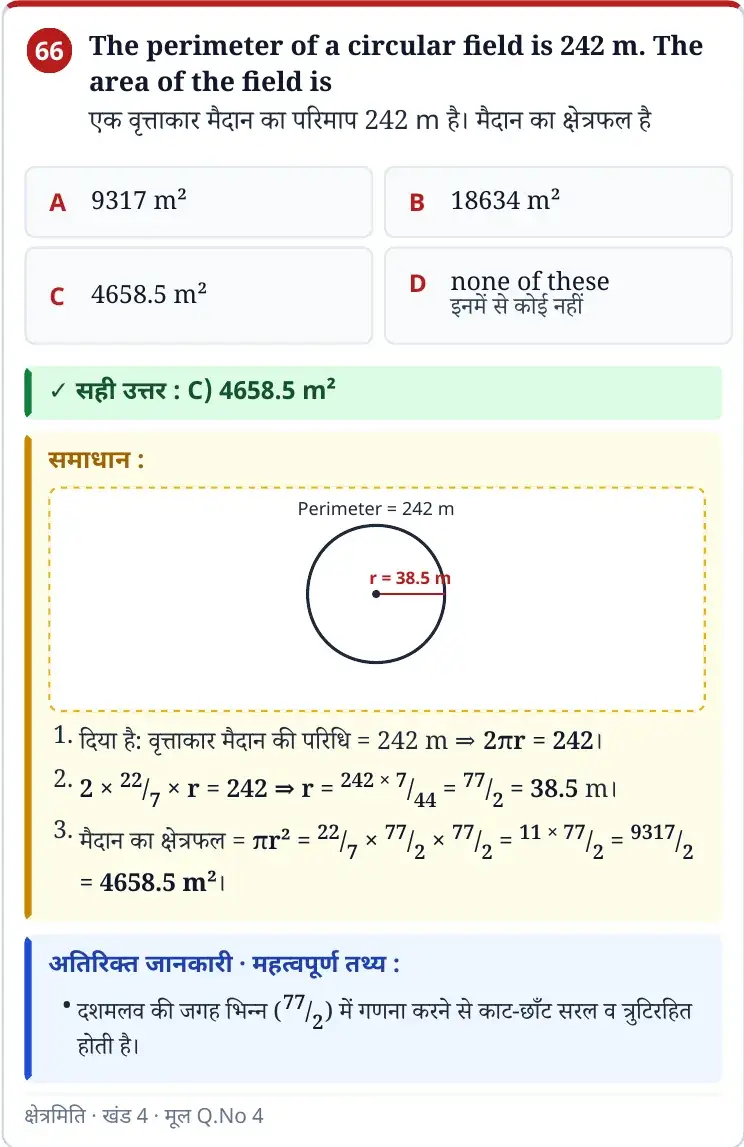 66 The perimeter of a circular field is 242 m. The
area of the field is
एक वृत्ताकार मैदान का परिमाप 242 m है। मैदान का क्षेत्रफल है
A 9317 m²
B 18634 m²
C 4658.5 m²
D none of these
इनमें से कोई नहीं
✓ सही उत्तर : C) 4658.5 m²
समाधान :
Perimeter = 242 m
r = 38.5 m
1. दिया है: वृत्ताकार मैदान की परिधि = 242 m ⇒ 2πr = 242।
2. 2 × 22/7 × r = 242 ⇒ r = 242 × 7/44 = 77/2 = 38.5 m।
3. मैदान का क्षेत्रफल = πr² = 22/7 × 77/2 × 77/2 = 11 × 77/2 = 9317/2
= 4658.5 m²।
अतिरिक्त जानकारी · महत्वपूर्ण तथ्य :
• दशमलव की जगह भिन्न (77/2) में गणना करने से काट-छाँट सरल व त्रुटिरहित
होती है।
क्षेत्रमिति · खंड 4 · मूल Q.No 4